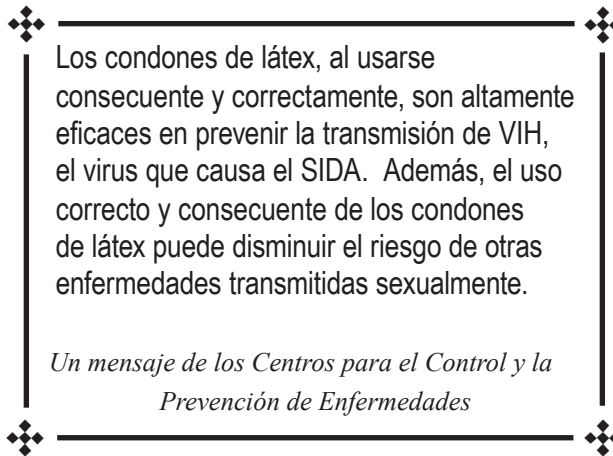 Los condones de látex, al usarse
consecuente y correctamente, son altamente
eficaces en prevenir la transmisión de VIH,
el virus que causa el SIDA.  Además, el uso
correcto y consecuente de los condones
de látex puede disminuir el riesgo de otras
enfermedades transmitidas sexualmente.
Un mensaje de los Centros para el Control y la
Prevención de Enfermedades